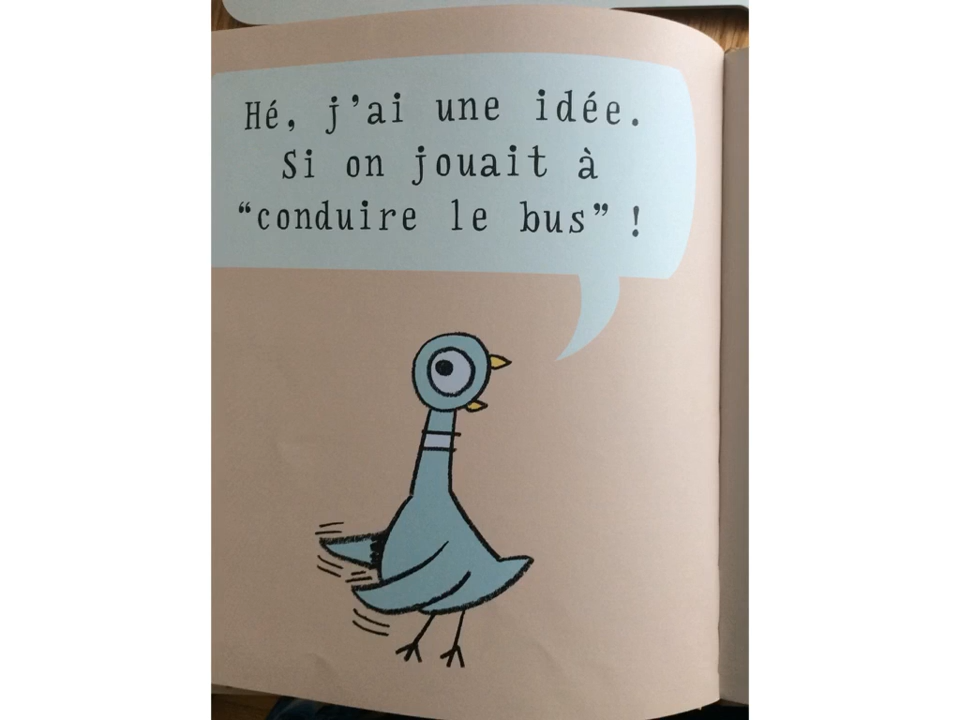 Hé, j’ai une idée.
Si on jouait à
“conduire le bus” !